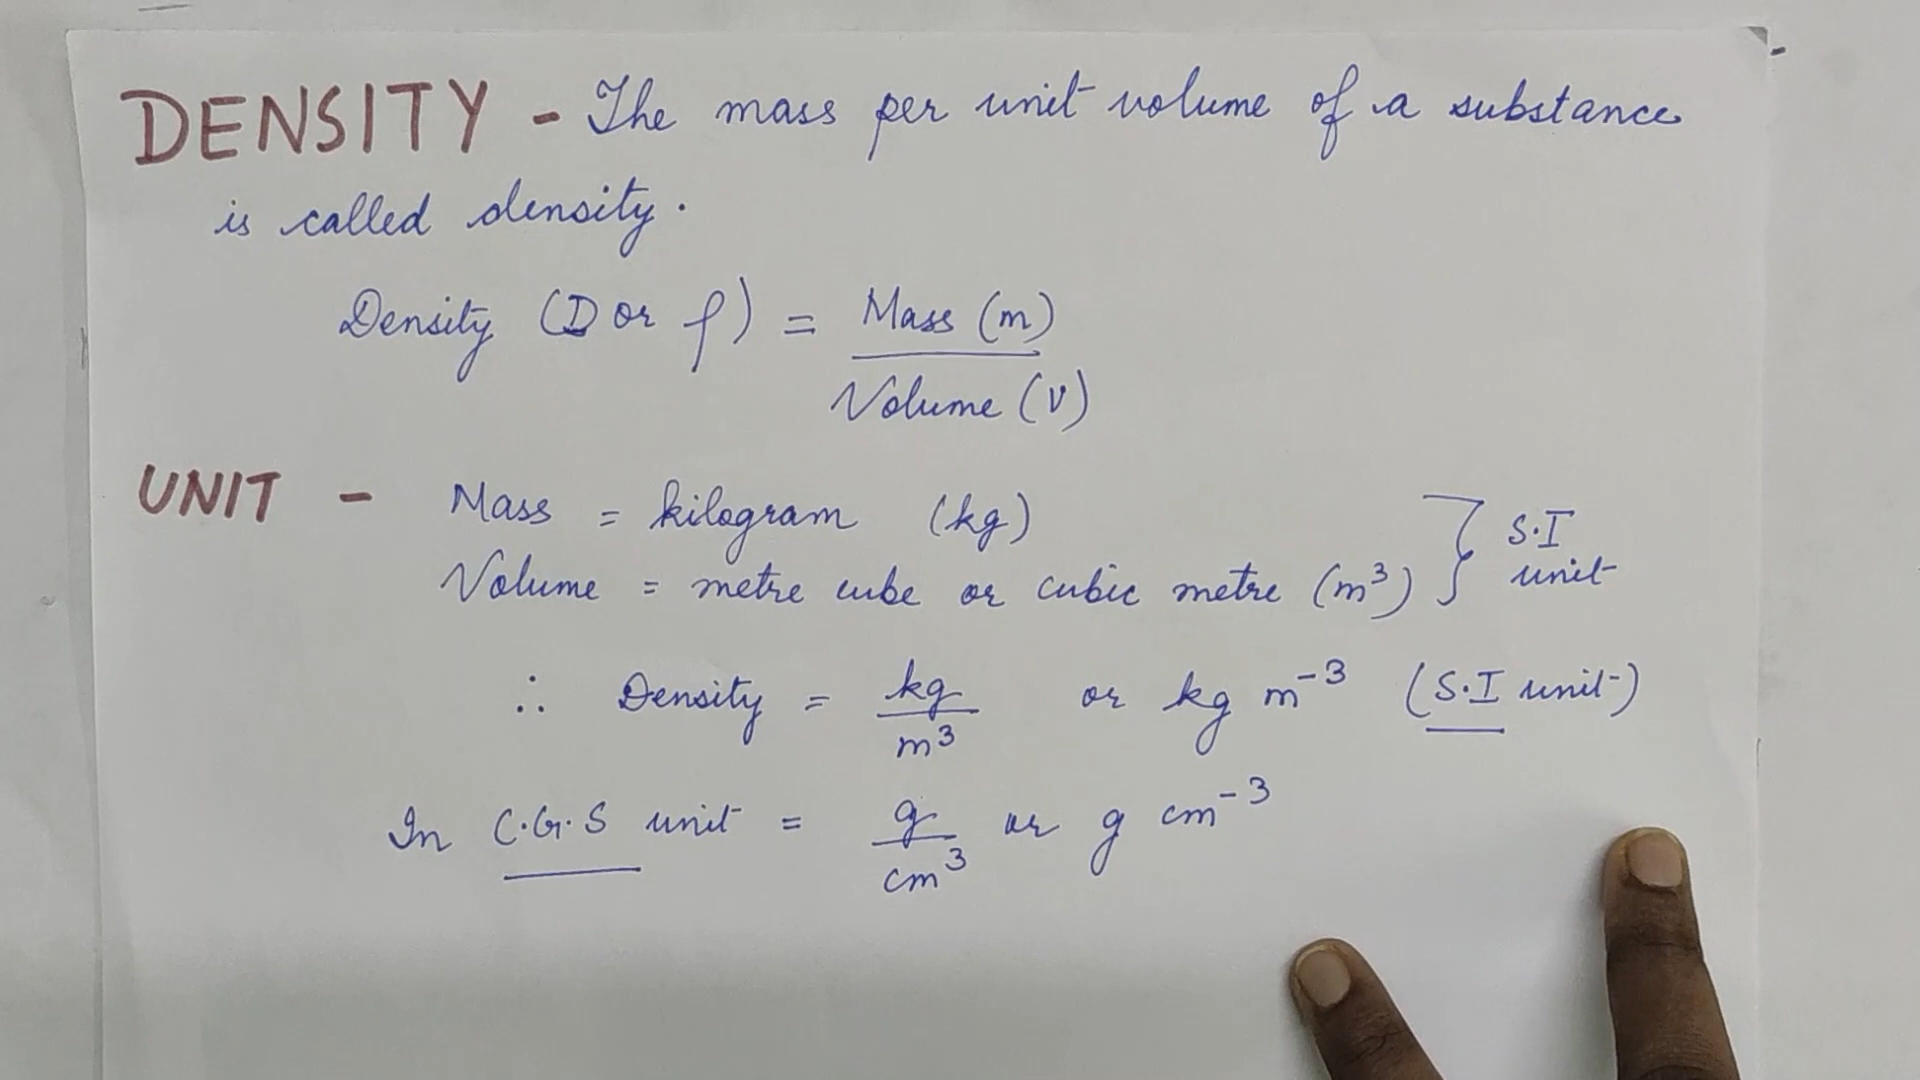 DENSITY - The mass per unit volume of a substance
is called density.
Density (D or ρ) = Mass (m)
Volume (V)
UNIT - Mass = kilogram (kg)
Volume = metre cube or cubic metre (m³) } S.I unit
∴ Density = kg/m³ or kg m⁻³ (S.I unit)
In C.G.S unit = g/cm³ or g cm⁻³